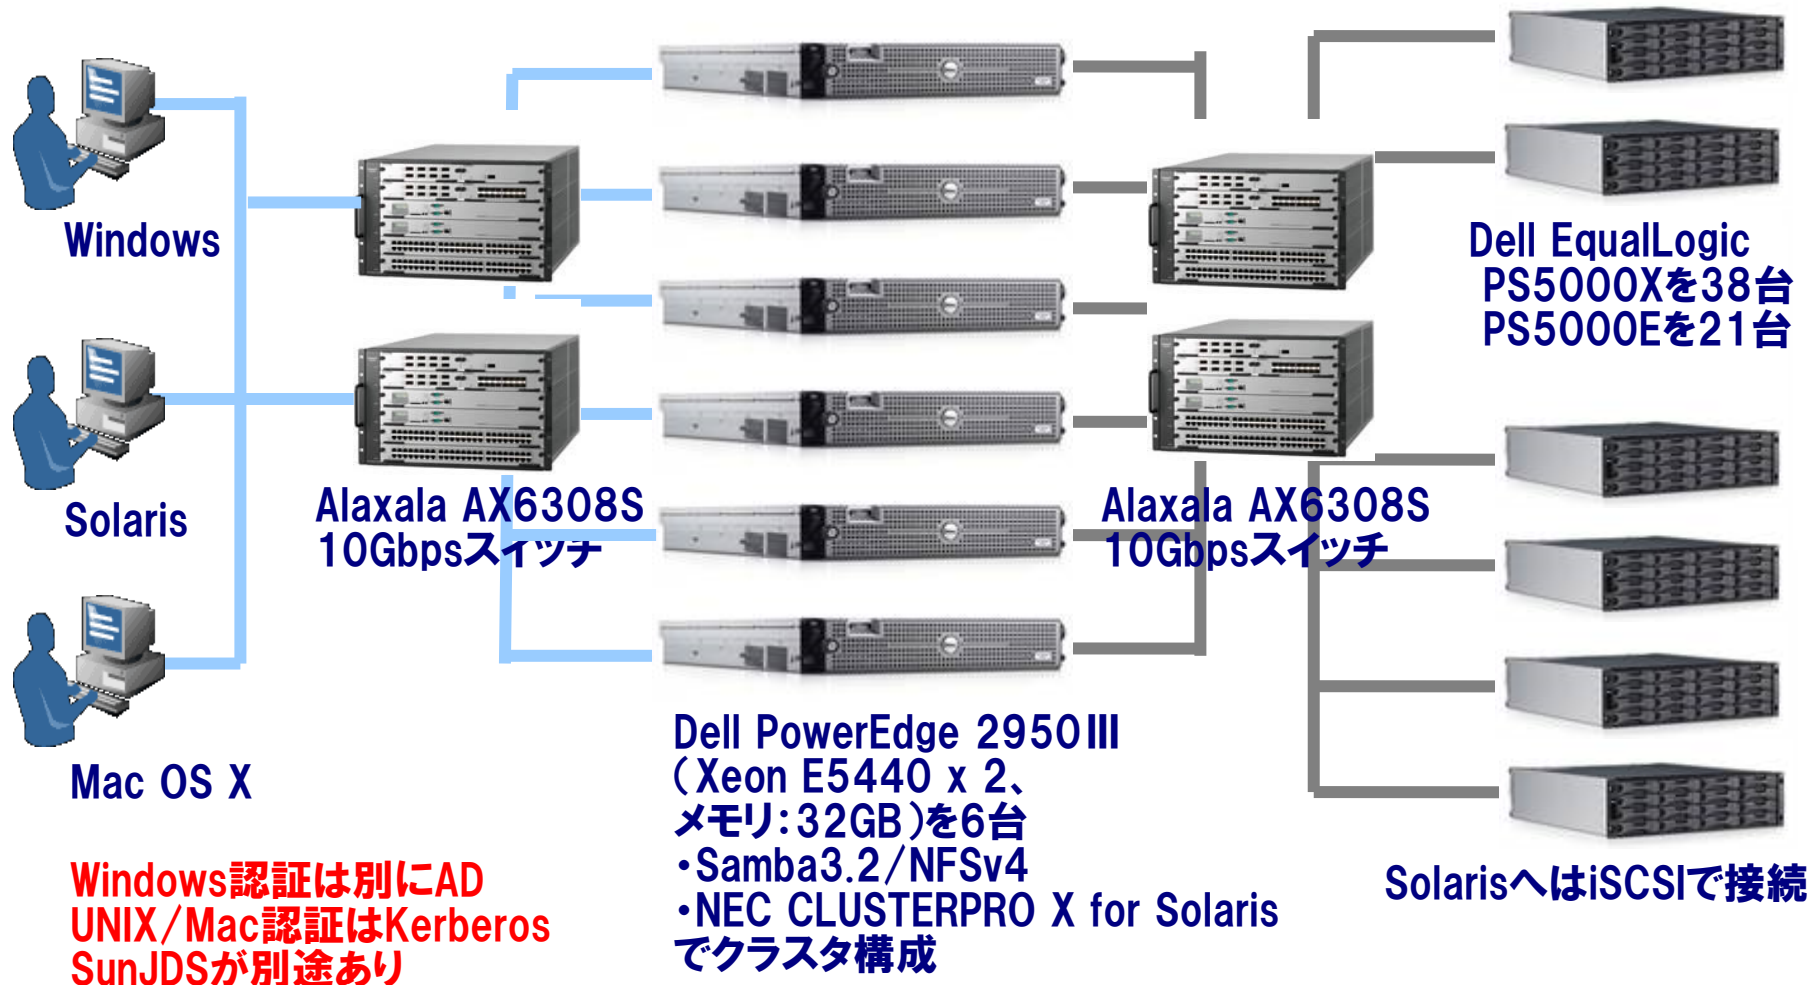 Windows
Solaris
Mac OS X
Windows認証は別にAD
UNIX/Mac認証はKerberos
SunJDSが別途あり
Alaxala AX6308S
10Gbpsスイッチ
Dell PowerEdge 2950Ⅲ
（Xeon E5440 x 2、
メモリ：32GB）を6台
・Samba3.2/NFSv4
・NEC CLUSTERPRO X for Solaris
でクラスタ構成
Alaxala AX6308S
10Gbpsスイッチ
Dell EqualLogic
PS5000Xを38台
PS5000Eを21台
SolarisへはiSCSIで接続